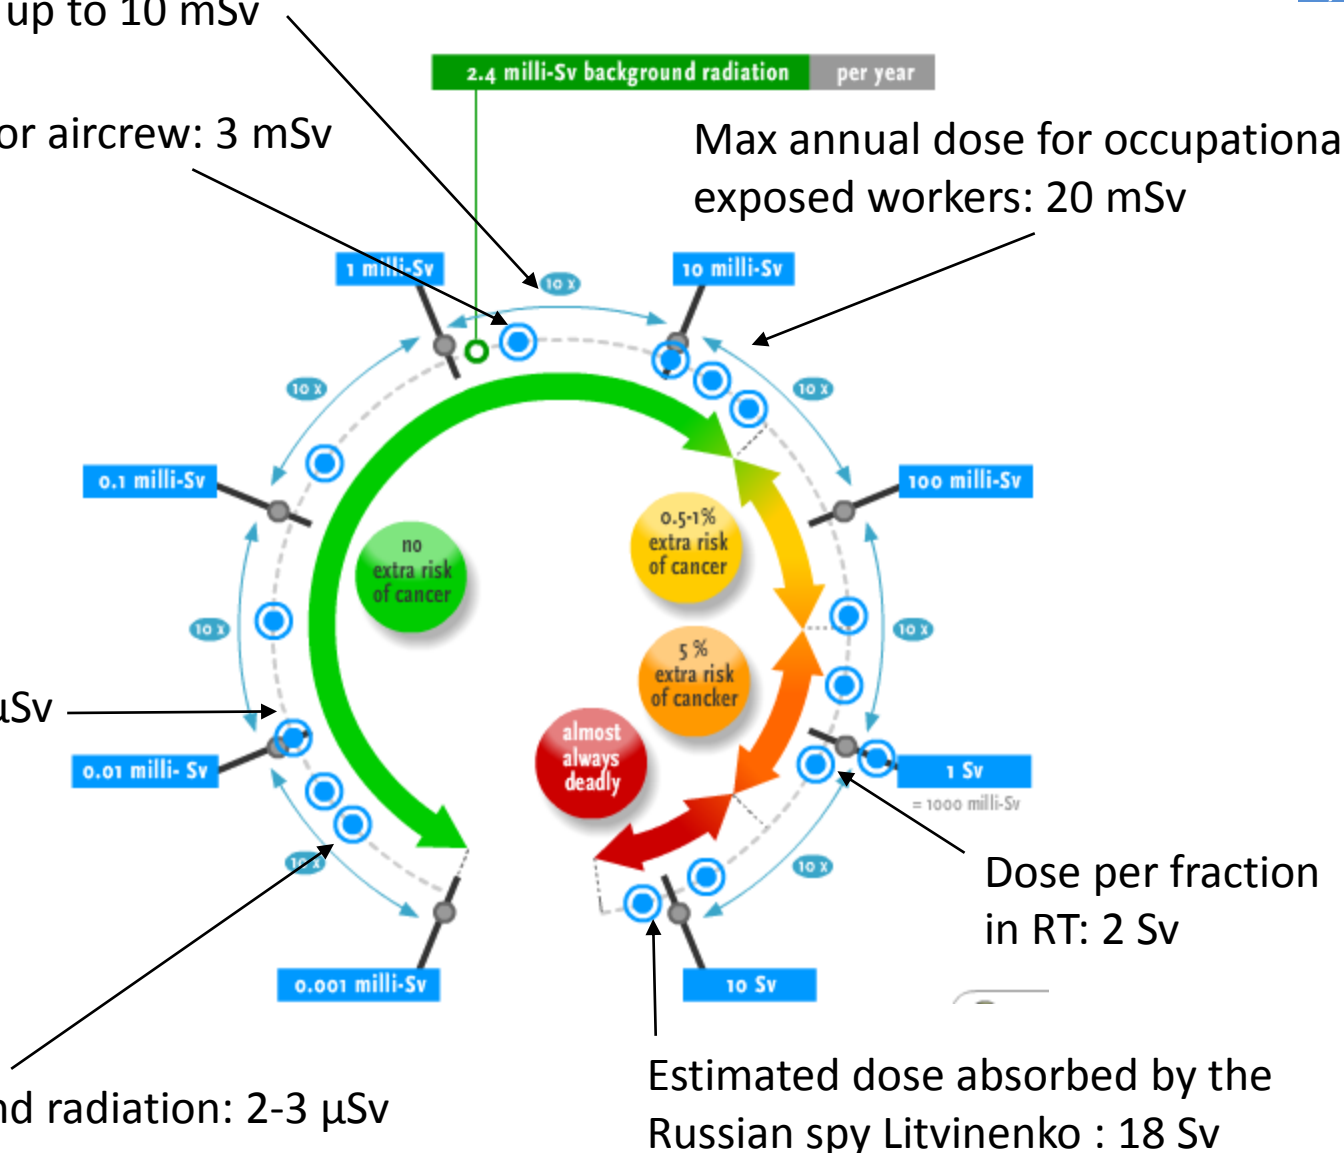 up to 10 mSv
2.4 milli-Sv background radiation per year
or aircrew: 3 mSv
Max annual dose for occupationa
exposed workers: 20 mSv
1 milli-Sv
10 milli-Sv
10 x
10 x
10 x
0.1 milli-Sv
100 milli-Sv
no
extra risk
of cancer
0.5-1%
extra risk
of cancer
10 x
10 x
5 %
extra risk
of cancker
µSv
almost
always
deadly
0.01 milli- Sv
1 Sv
= 1000 milli-Sv
10 x
10 x
Dose per fraction
in RT: 2 Sv
0.001 milli-Sv
10 Sv
Estimated dose absorbed by the
Russian spy Litvinenko : 18 Sv
nd radiation: 2-3 µSv